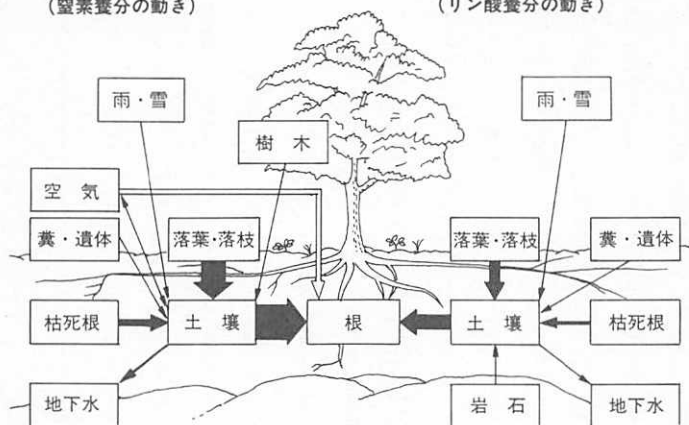 (窒素養分の動き)
(リン酸養分の動き)
雨・雪
雨・雪
樹木
空気
糞・遺体
落葉・落枝
落葉・落枝
糞・遺体
枯死根
土壌
根
土壌
枯死根
地下水
岩石
地下水